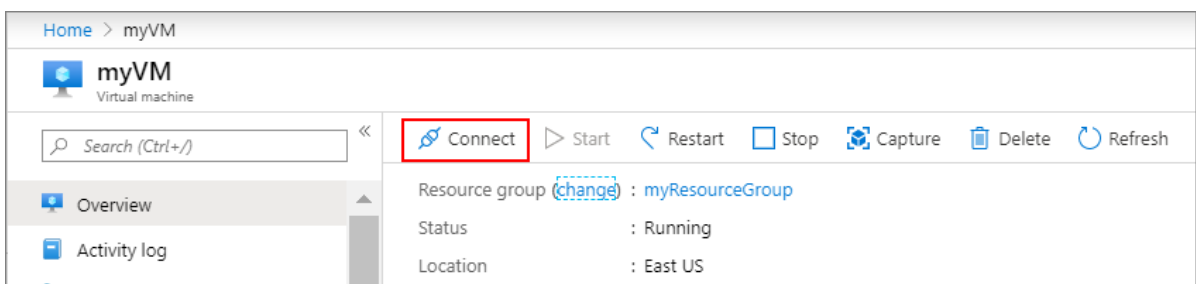 Home > myVM
myVM
Virtual machine
Search (Ctrl+/)
«
Connect Start Restart Stop Capture Delete Refresh
Overview
Activity log
Resource group (change) : myResourceGroup
Status : Running
Location : East US